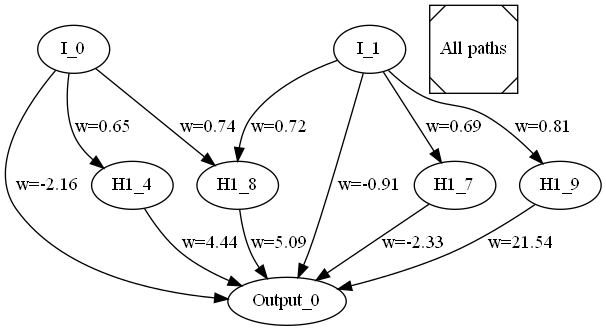 I_0
I_1
All paths
w=0.65
w=0.74
w=0.72
w=0.69
w=0.81
w=-2.16
H1_4
H1_8
w=-0.91
H1_7
H1_9
w=4.44
w=5.09
w=-2.33
w=21.54
Output_0